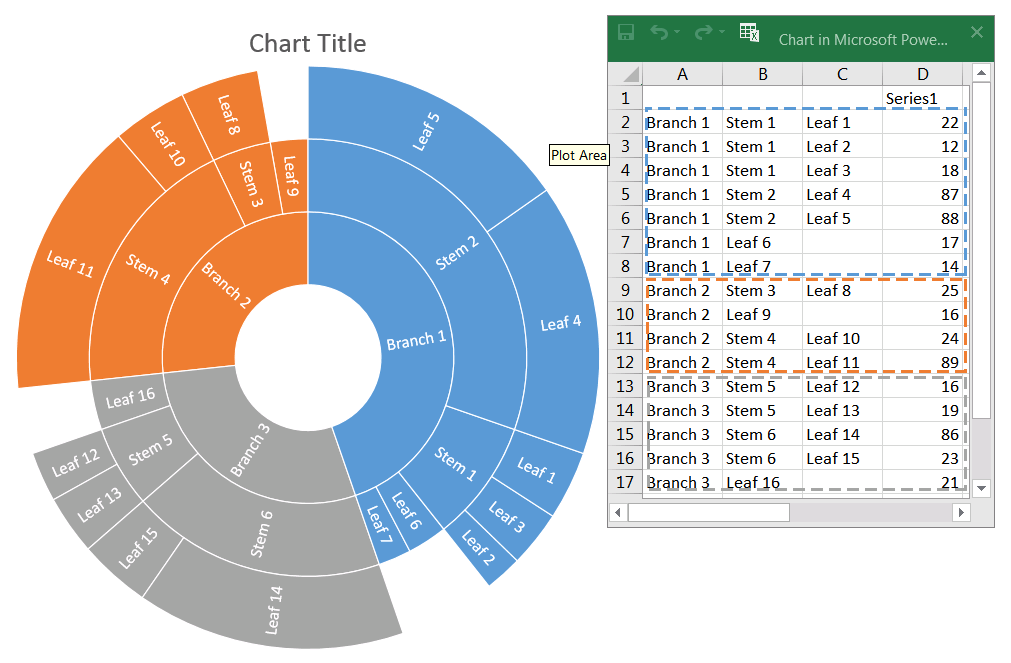 Chart Title
Leaf 5
Leaf 4
Leaf 1
Leaf 3
Leaf 2
Leaf 6
Leaf 7
Stem 2
Stem 1
Branch 1
Leaf 8
Leaf 10
Leaf 11
Leaf 9
Stem 3
Stem 4
Branch 2
Leaf 16
Leaf 12
Leaf 13
Leaf 15
Leaf 14
Stem 5
Stem 6
Branch 3
Plot Area
Chart in Microsoft Powe...
A B C D
1 Series1
2 Branch 1 Stem 1 Leaf 1 22
3 Branch 1 Stem 1 Leaf 2 12
4 Branch 1 Stem 1 Leaf 3 18
5 Branch 1 Stem 2 Leaf 4 87
6 Branch 1 Stem 2 Leaf 5 88
7 Branch 1 Leaf 6 17
8 Branch 1 Leaf 7 14
9 Branch 2 Stem 3 Leaf 8 25
10 Branch 2 Leaf 9 16
11 Branch 2 Stem 4 Leaf 10 24
12 Branch 2 Stem 4 Leaf 11 89
13 Branch 3 Stem 5 Leaf 12 16
14 Branch 3 Stem 5 Leaf 13 19
15 Branch 3 Stem 6 Leaf 14 86
16 Branch 3 Stem 6 Leaf 15 23
17 Branch 3 Leaf 16 21